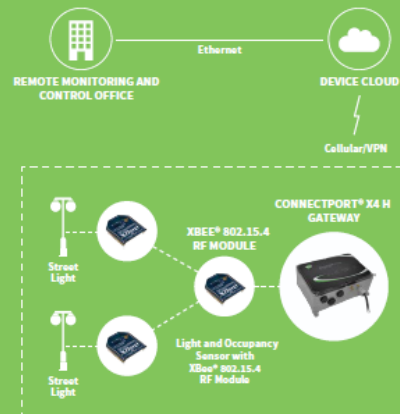 Ethernet
REMOTE MONITORING AND
CONTROL OFFICE
DEVICE CLOUD
Cellular/VPN
CONNECTPORT® X4 H
GATEWAY
XBEE® 802.15.4
RF MODULE
Street
Light
Light and Occupancy
Sensor with
XBee® 802.15.4
RF Module
Street
Light